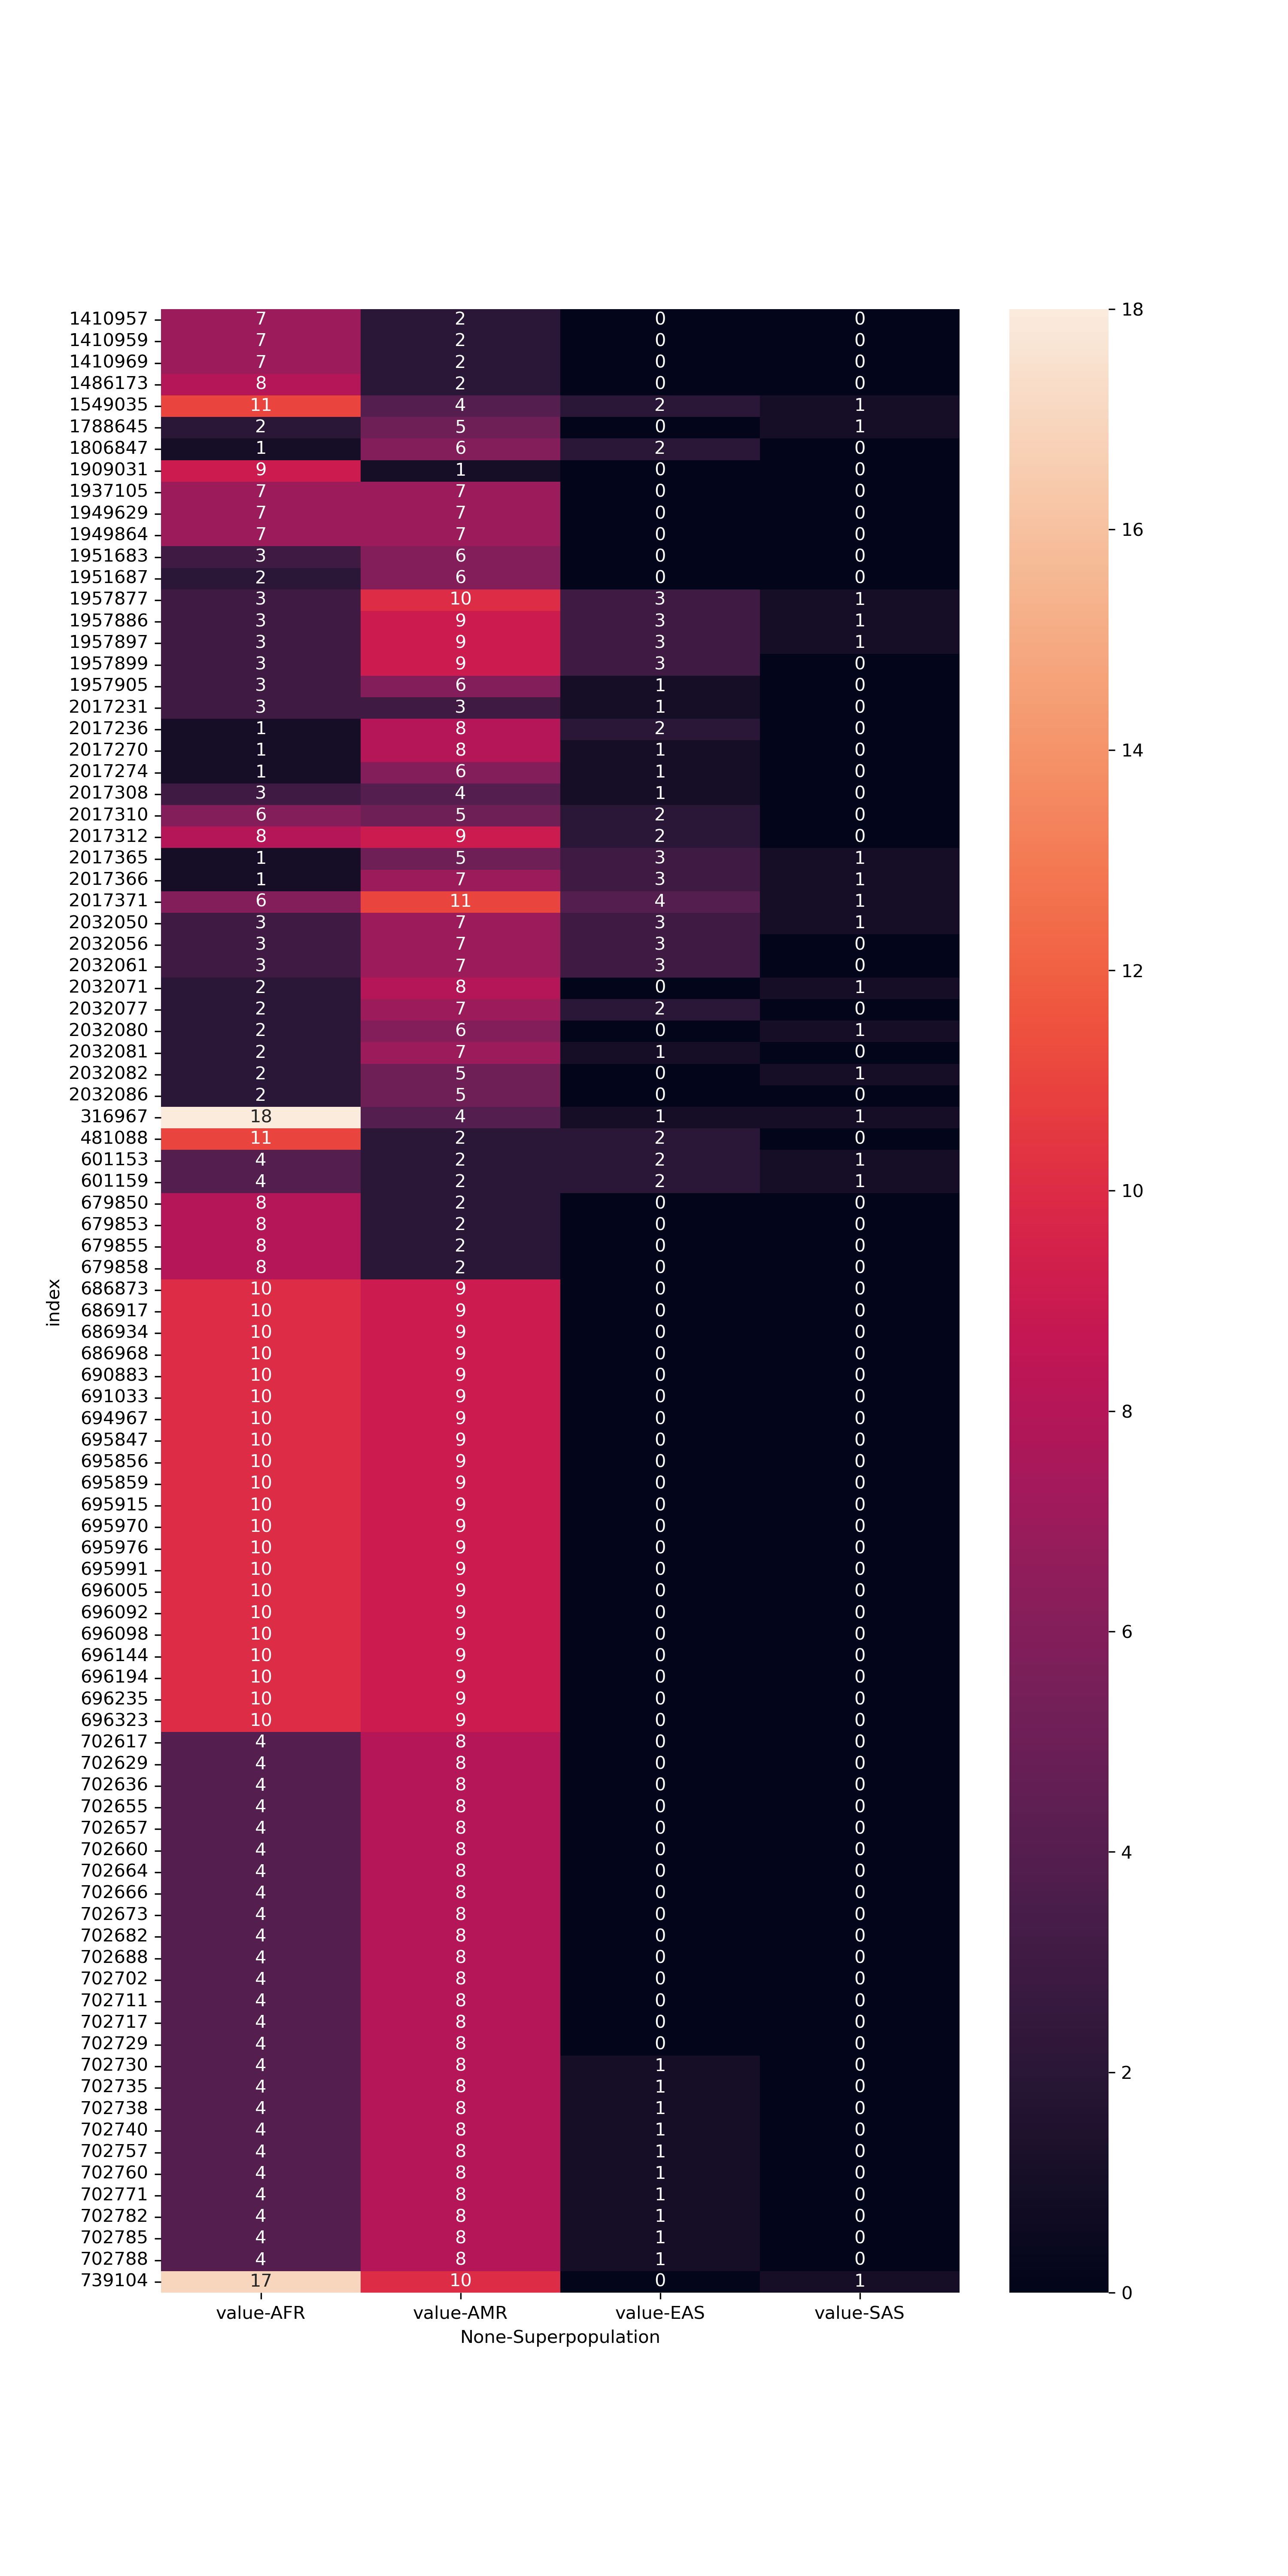 1410957 7 2 0 0
1410959 7 2 0 0
1410969 7 2 0 0
1486173 8 2 0 0
1549035 11 4 2 1
1788645 2 5 0 1
1806847 1 6 2 0
1909031 9 1 0 0
1937105 7 7 0 0
1949629 7 7 0 0
1949864 7 7 0 0
1951683 3 6 0 0
1951687 2 6 0 0
1957877 3 10 3 1
1957886 3 9 3 1
1957897 3 9 3 1
1957899 3 9 3 0
1957905 3 6 1 0
2017231 3 3 1 0
2017236 1 8 2 0
2017270 1 8 1 0
2017274 1 6 1 0
2017308 3 4 1 0
2017310 6 5 2 0
2017312 8 9 2 0
2017365 1 5 3 1
2017366 1 7 3 1
2017371 6 11 4 1
2032050 3 7 3 1
2032056 3 7 3 0
2032061 3 7 3 0
2032071 2 8 0 1
2032077 2 7 2 0
2032080 2 6 0 1
2032081 2 7 1 0
2032082 2 5 0 1
2032086 2 5 0 0
316967 18 4 1 1
481088 11 2 2 0
601153 4 2 2 1
601159 4 2 2 1
679850 8 2 0 0
679853 8 2 0 0
679855 8 2 0 0
679858 8 2 0 0
686873 10 9 0 0
686917 10 9 0 0
686934 10 9 0 0
686968 10 9 0 0
690883 10 9 0 0
691033 10 9 0 0
694967 10 9 0 0
695847 10 9 0 0
695856 10 9 0 0
695859 10 9 0 0
695915 10 9 0 0
695970 10 9 0 0
695976 10 9 0 0
695991 10 9 0 0
696005 10 9 0 0
696092 10 9 0 0
696098 10 9 0 0
696144 10 9 0 0
696194 10 9 0 0
696235 10 9 0 0
696323 10 9 0 0
702617 4 8 0 0
702629 4 8 0 0
702636 4 8 0 0
702655 4 8 0 0
702657 4 8 0 0
702660 4 8 0 0
702664 4 8 0 0
702666 4 8 0 0
702673 4 8 0 0
702682 4 8 0 0
702688 4 8 0 0
702702 4 8 0 0
702711 4 8 0 0
702717 4 8 0 0
702729 4 8 0 0
702730 4 8 1 0
702735 4 8 1 0
702738 4 8 1 0
702740 4 8 1 0
702757 4 8 1 0
702760 4 8 1 0
702771 4 8 1 0
702782 4 8 1 0
702785 4 8 1 0
702788 4 8 1 0
739104 17 10 0 1
value-AFR value-AMR value-EAS value-SAS
None-Superpopulation
index
18
16
14
12
10
8
6
4
2
0